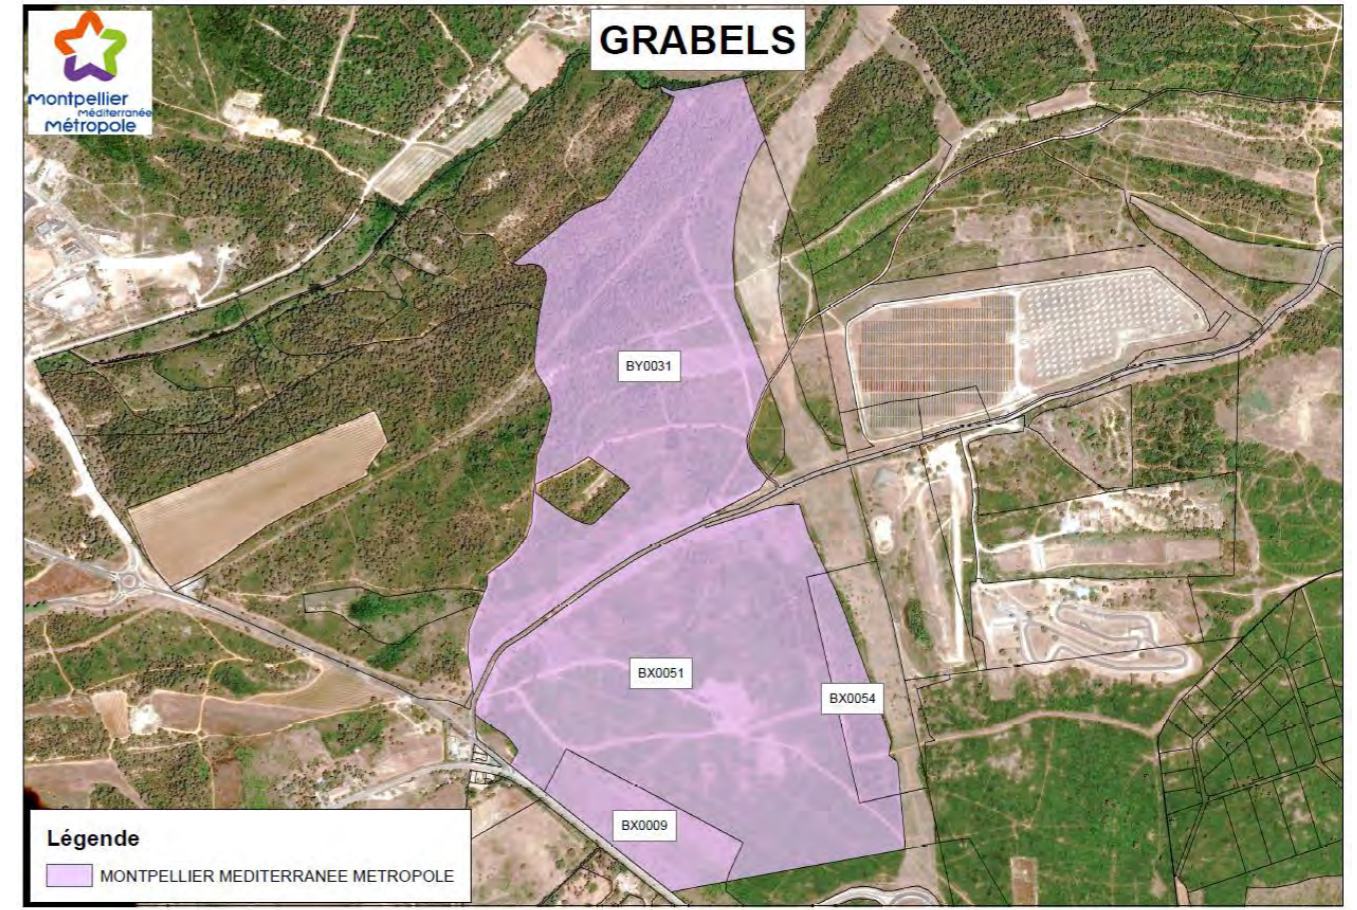 GRABELS
montpellier
Méditerranée
métropole
BY0031
BX0051
BX0054
BX0009
Légende
MONTPELLIER MEDITERRANEE METROPOLE